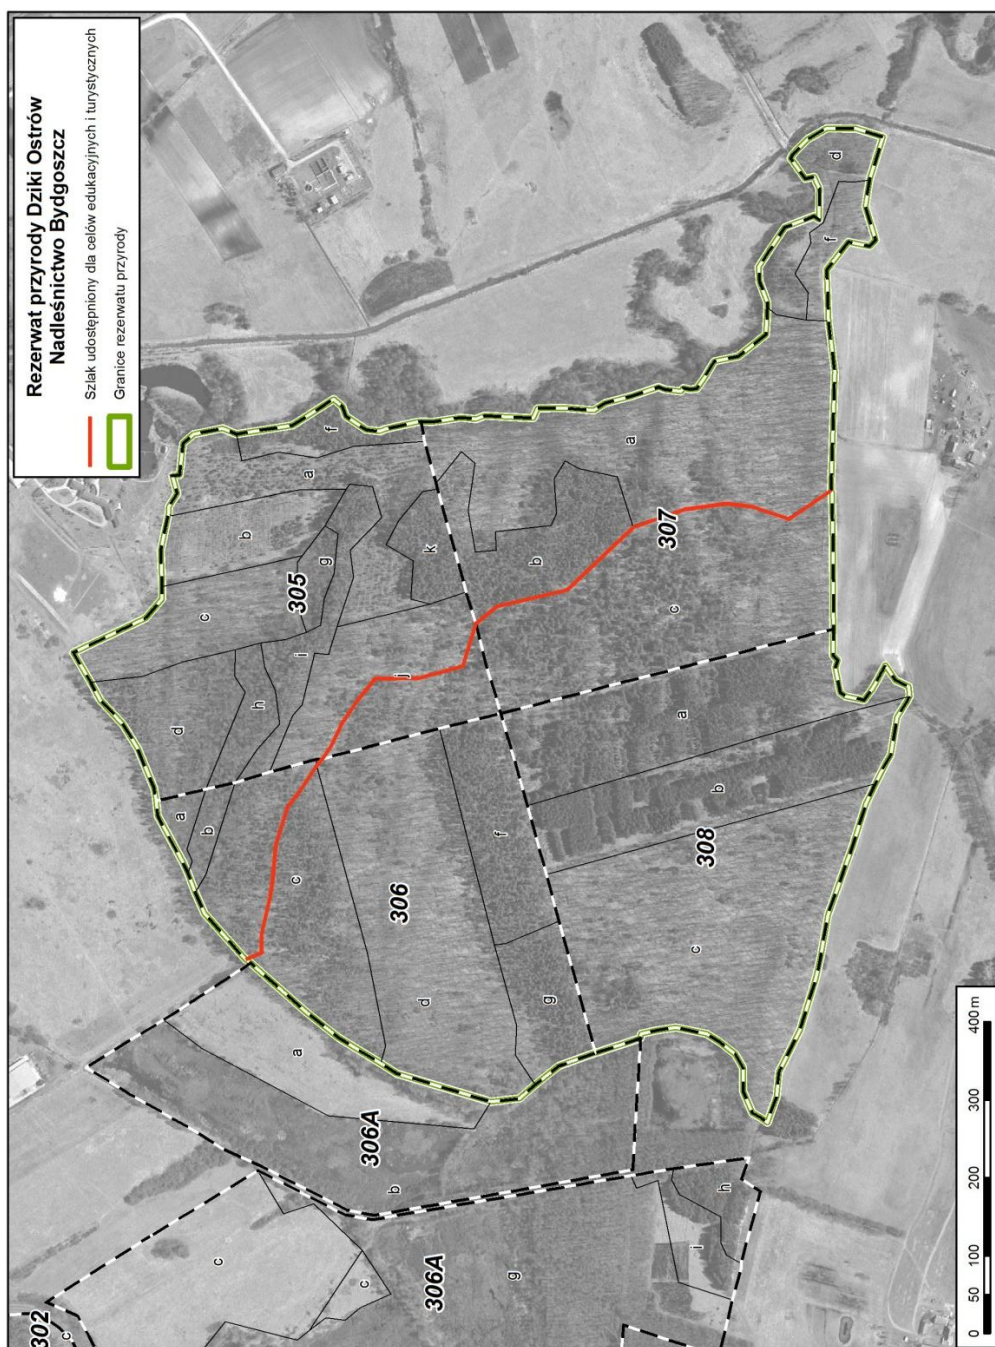 Rezerwat przyrody Dziki Ostrów
Nadleśnictwo Bydgoszcz
Szlak udostępniony dla celów edukacyjnych i turystycznych
Granice rezerwatu przyrody
302
c
c
c
306A
g
i
h
306A
b
a
306
a
b
c
d
f
g
305
d
h
c
b
a
f
g
i
j
k
307
a
b
c
d
f
308
a
b
c
0
50
100
200
300
400 m